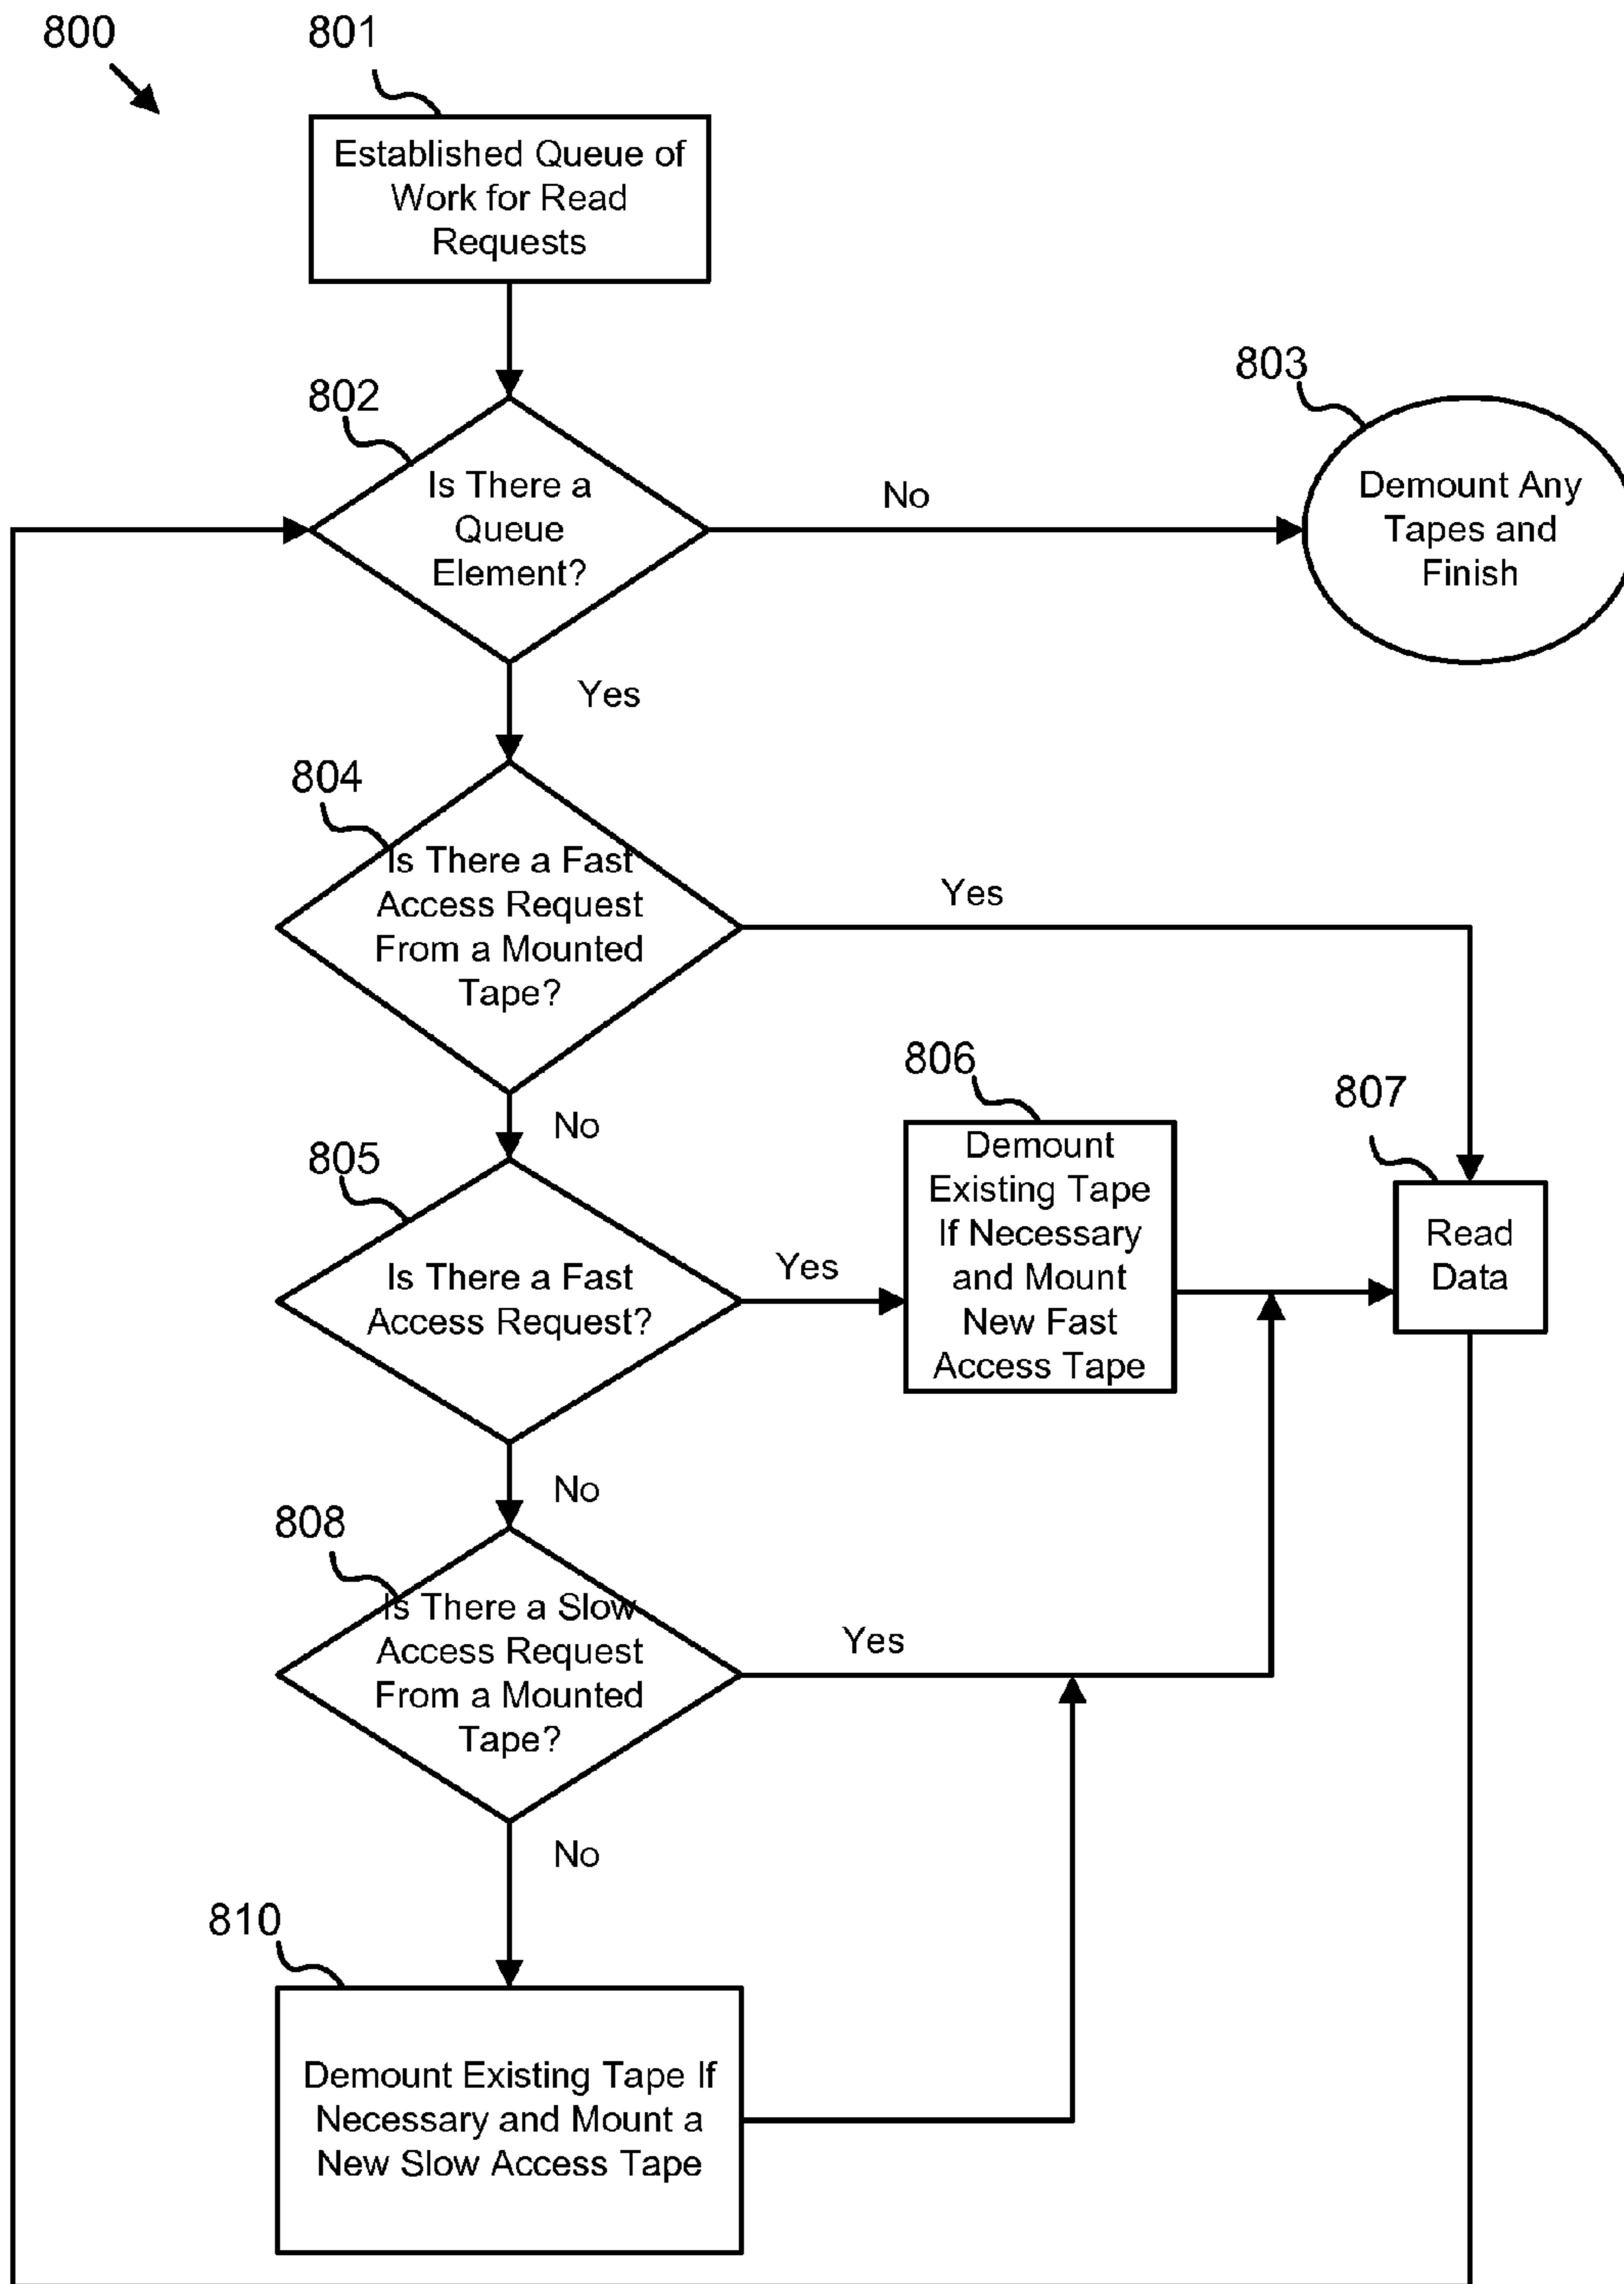 800
801
Established Queue of
Work for Read
Requests
802
Is There a
Queue
Element?
No
803
Demount Any
Tapes and
Finish
Yes
804
Is There a Fast
Access Request
From a Mounted
Tape?
Yes
No
805
Is There a Fast
Access Request?
Yes
806
Demount
Existing Tape
If Necessary
and Mount
New Fast
Access Tape
807
Read
Data
No
808
Is There a Slow
Access Request
From a Mounted
Tape?
Yes
No
810
Demount Existing Tape If
Necessary and Mount a
New Slow Access Tape